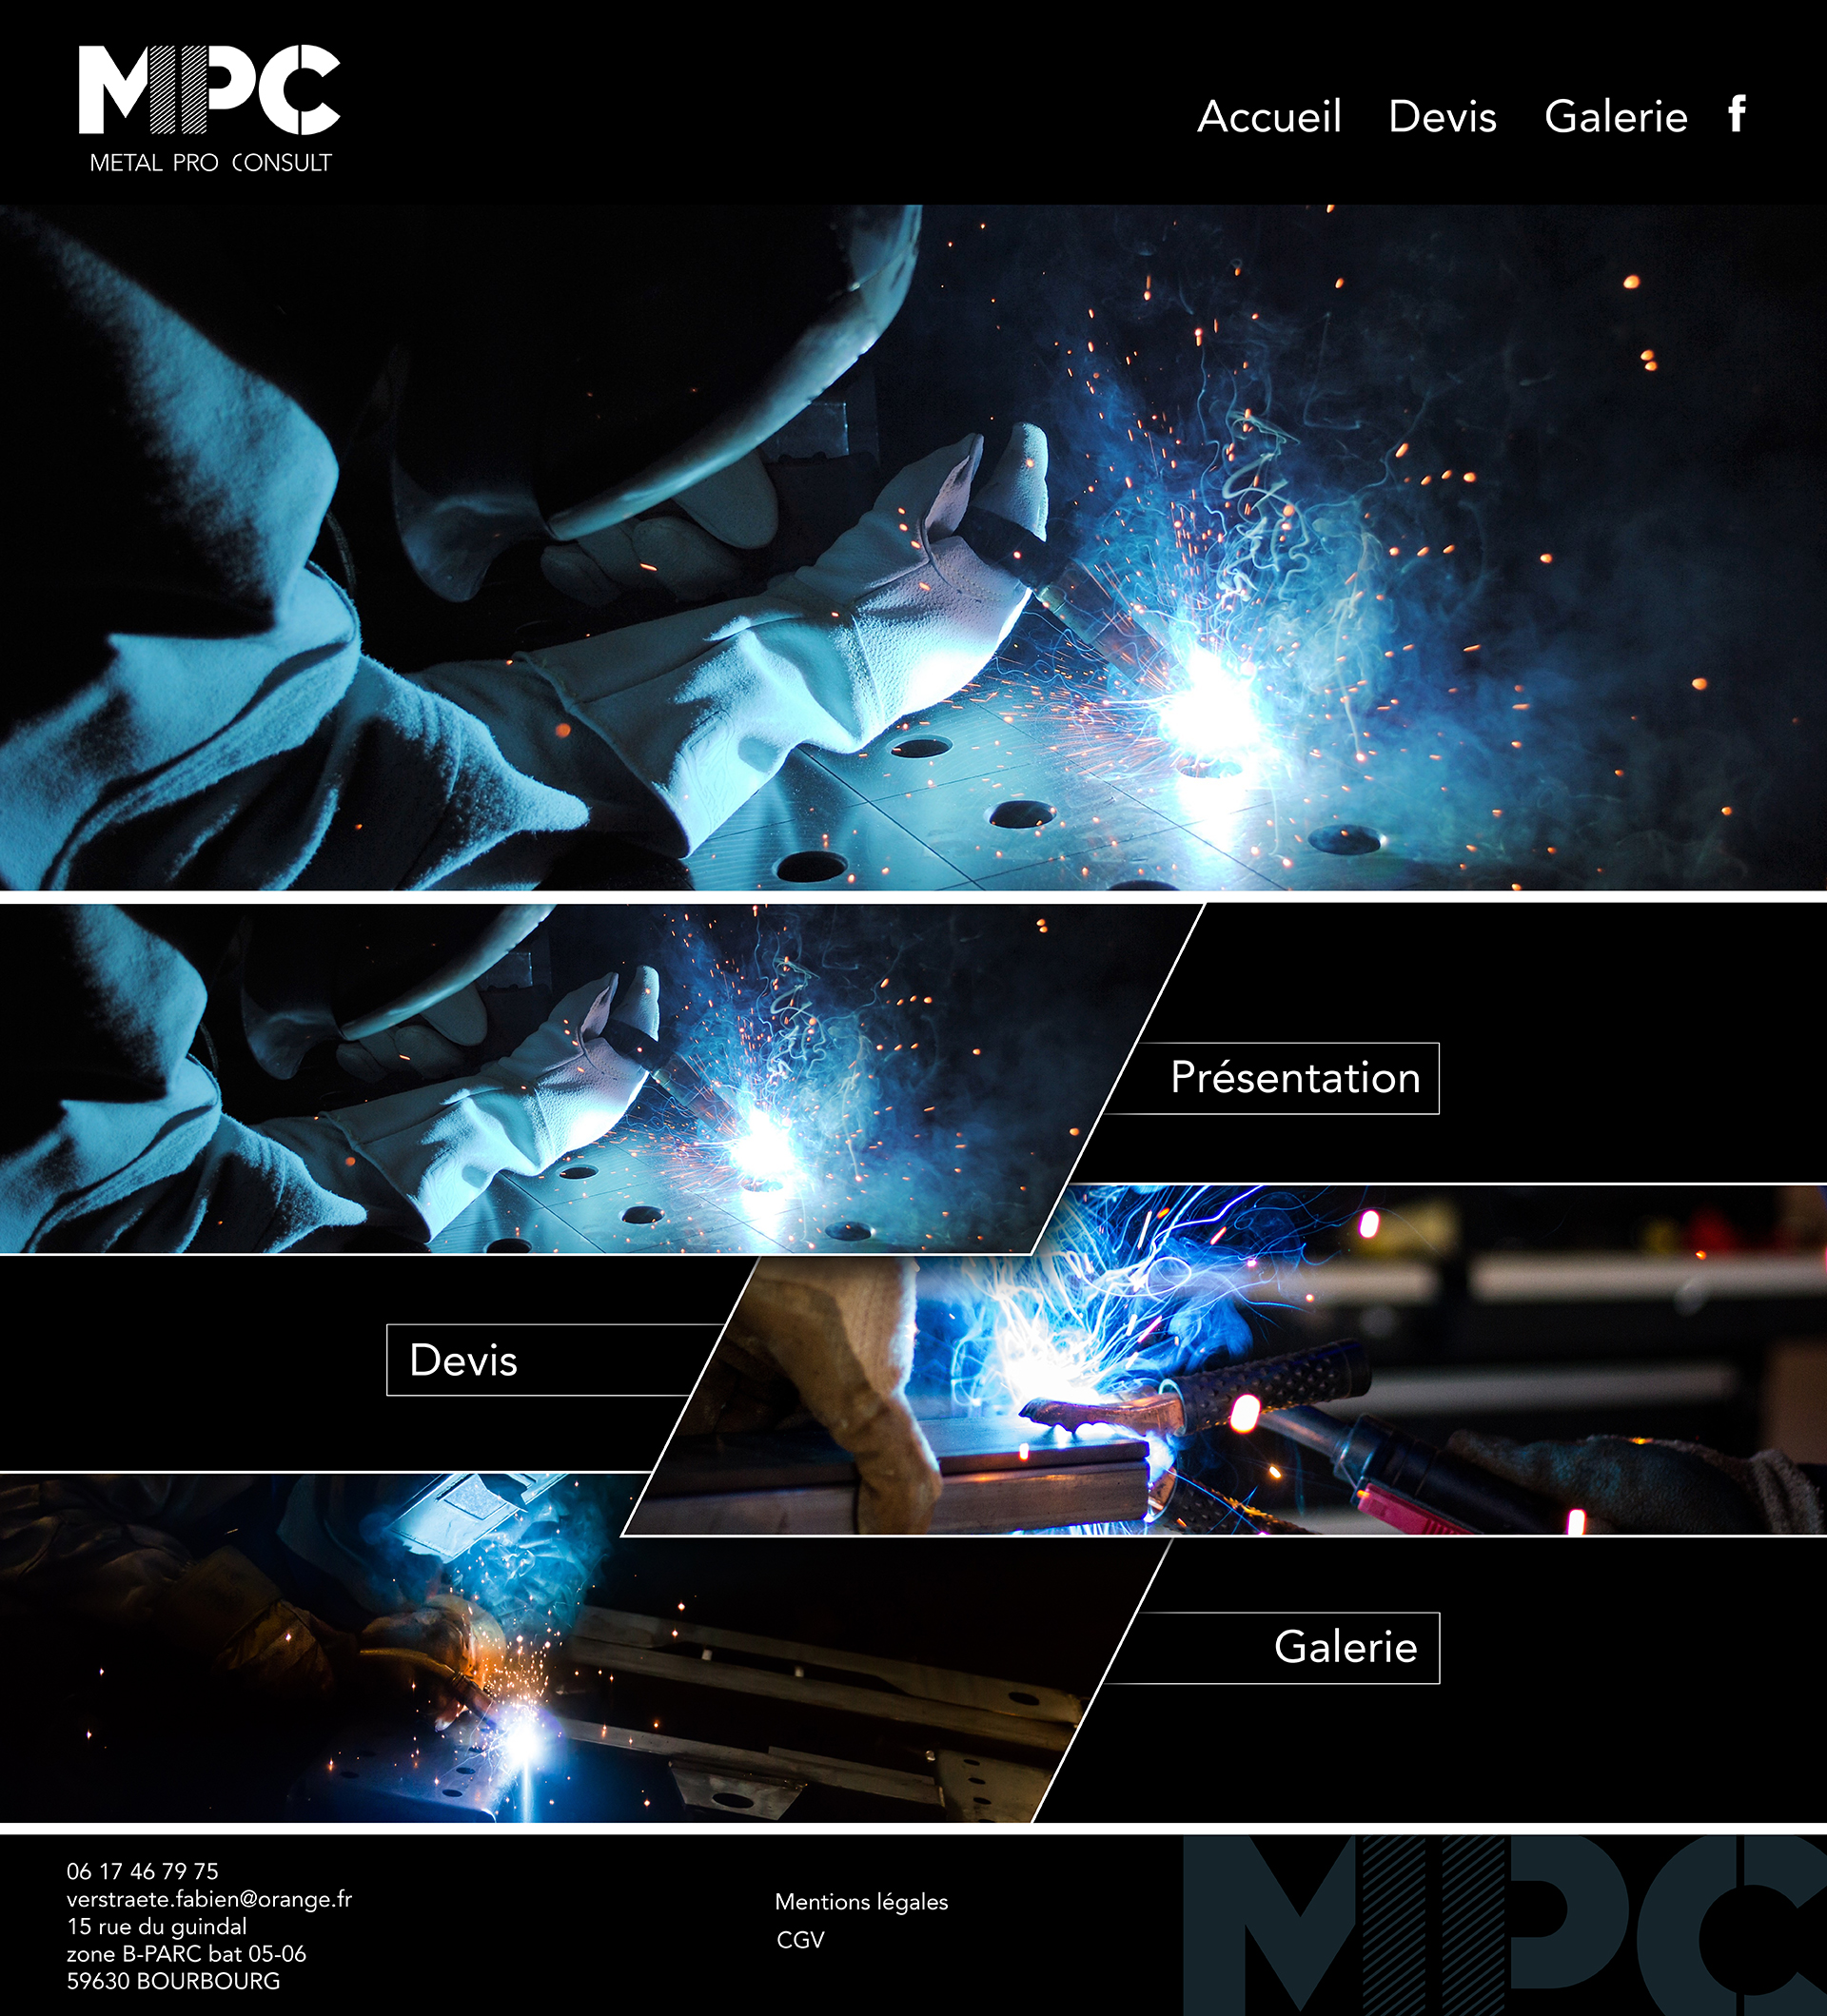 MPC
METAL PRO CONSULT
Accueil Devis Galerie f
Présentation
Devis
Galerie
06 17 46 79 75
verstraete.fabien@orange.fr
15 rue du guindal
zone B-PARC bat 05-06
59630 BOURBOURG
Mentions légales
CGV
MPC